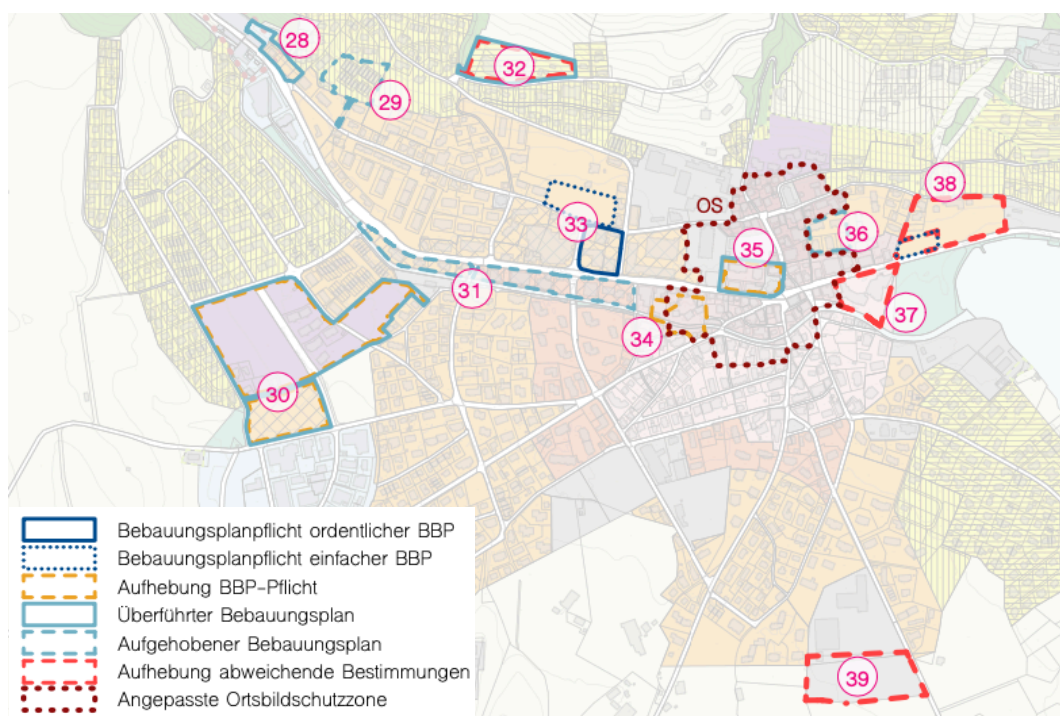 28
32
29
38
OS
33
36
35
31
37
34
30
Bebauungsplanpflicht ordentlicher BBP
Bebauungsplanpflicht einfacher BBP
Aufhebung BBP-Pflicht
Überführter Bebauungsplan
Aufgehobener Bebauungsplan
Aufhebung abweichende Bestimmungen
39
Angepasste Ortsbildschutzzone